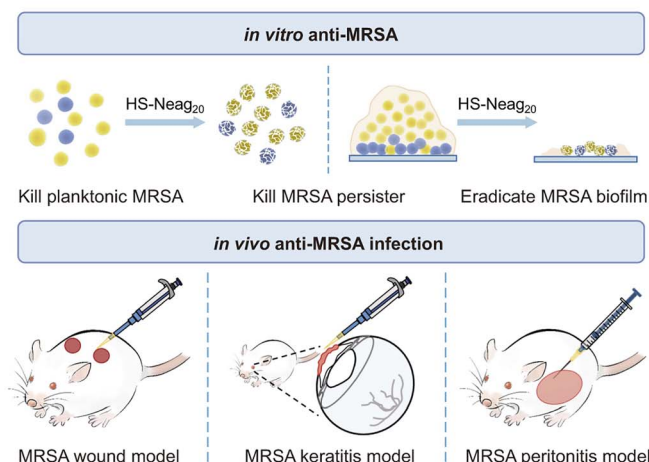 in vitro anti-MRSA
HS-Neag20
HS-Neag20
Kill planktonic MRSA
Kill MRSA persister
Eradicate MRSA biofilm
in vivo anti-MRSA infection
MRSA wound model
MRSA keratitis model
MRSA peritonitis model